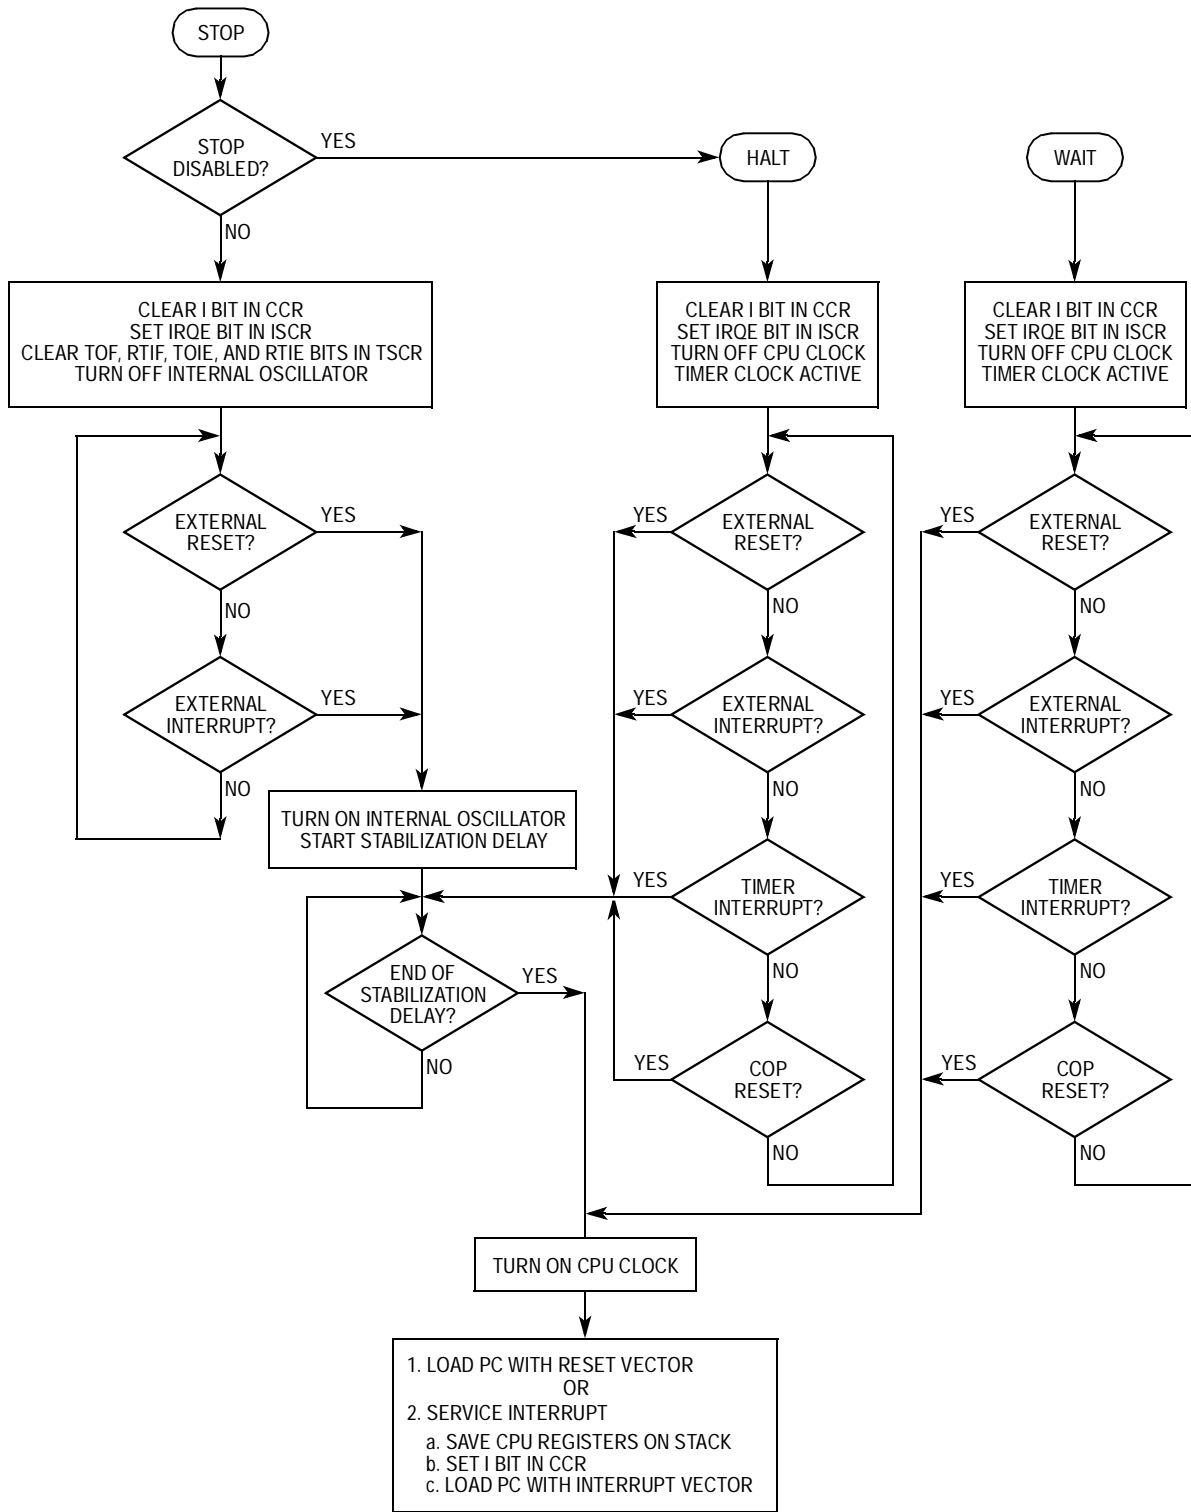 STOP
STOP
DISABLED?
YES
NO
HALT
WAIT
CLEAR I BIT IN CCR
SET IRQE BIT IN ISCR
CLEAR TOF, RTIF, TOIE, AND RTIE BITS IN TSCR
TURN OFF INTERNAL OSCILLATOR
EXTERNAL
RESET?
YES
NO
EXTERNAL
INTERRUPT?
YES
NO
TURN ON INTERNAL OSCILLATOR
START STABILIZATION DELAY
END OF
STABILIZATION
DELAY?
YES
NO
CLEAR I BIT IN CCR
SET IRQE BIT IN ISCR
TURN OFF CPU CLOCK
TIMER CLOCK ACTIVE
YES
EXTERNAL
RESET?
NO
YES
EXTERNAL
INTERRUPT?
NO
YES
TIMER
INTERRUPT?
NO
YES
COP
RESET?
NO
CLEAR I BIT IN CCR
SET IRQE BIT IN ISCR
TURN OFF CPU CLOCK
TIMER CLOCK ACTIVE
YES
EXTERNAL
RESET?
NO
YES
EXTERNAL
INTERRUPT?
NO
YES
TIMER
INTERRUPT?
NO
YES
COP
RESET?
NO
TURN ON CPU CLOCK
1. LOAD PC WITH RESET VECTOR
OR
2. SERVICE INTERRUPT
a. SAVE CPU REGISTERS ON STACK
b. SET I BIT IN CCR
c. LOAD PC WITH INTERRUPT VECTOR